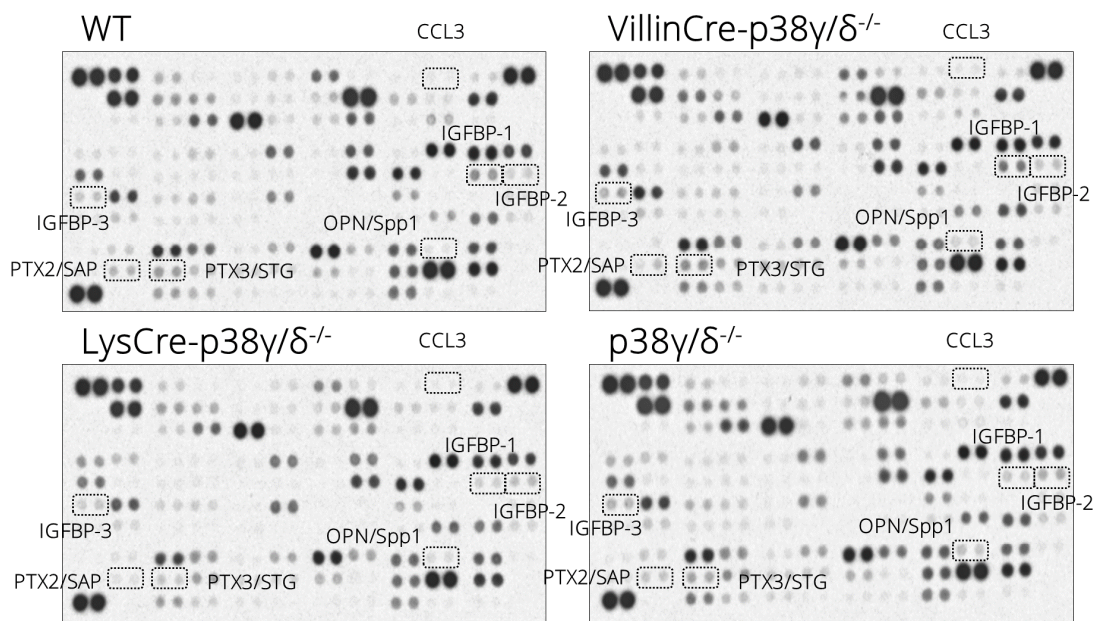 WT
CCL3
IGFBP-1
IGFBP-2
IGFBP-3
OPN/Spp1
PTX2/SAP
PTX3/STG
VillinCre-p38γ/δ-/-
CCL3
IGFBP-1
IGFBP-2
IGFBP-3
OPN/Spp1
PTX2/SAP
PTX3/STG
LysCre-p38γ/δ-/-
CCL3
IGFBP-1
IGFBP-2
IGFBP-3
OPN/Spp1
PTX2/SAP
PTX3/STG
p38γ/δ-/-
CCL3
IGFBP-1
IGFBP-2
IGFBP-3
OPN/Spp1
PTX2/SAP
PTX3/STG